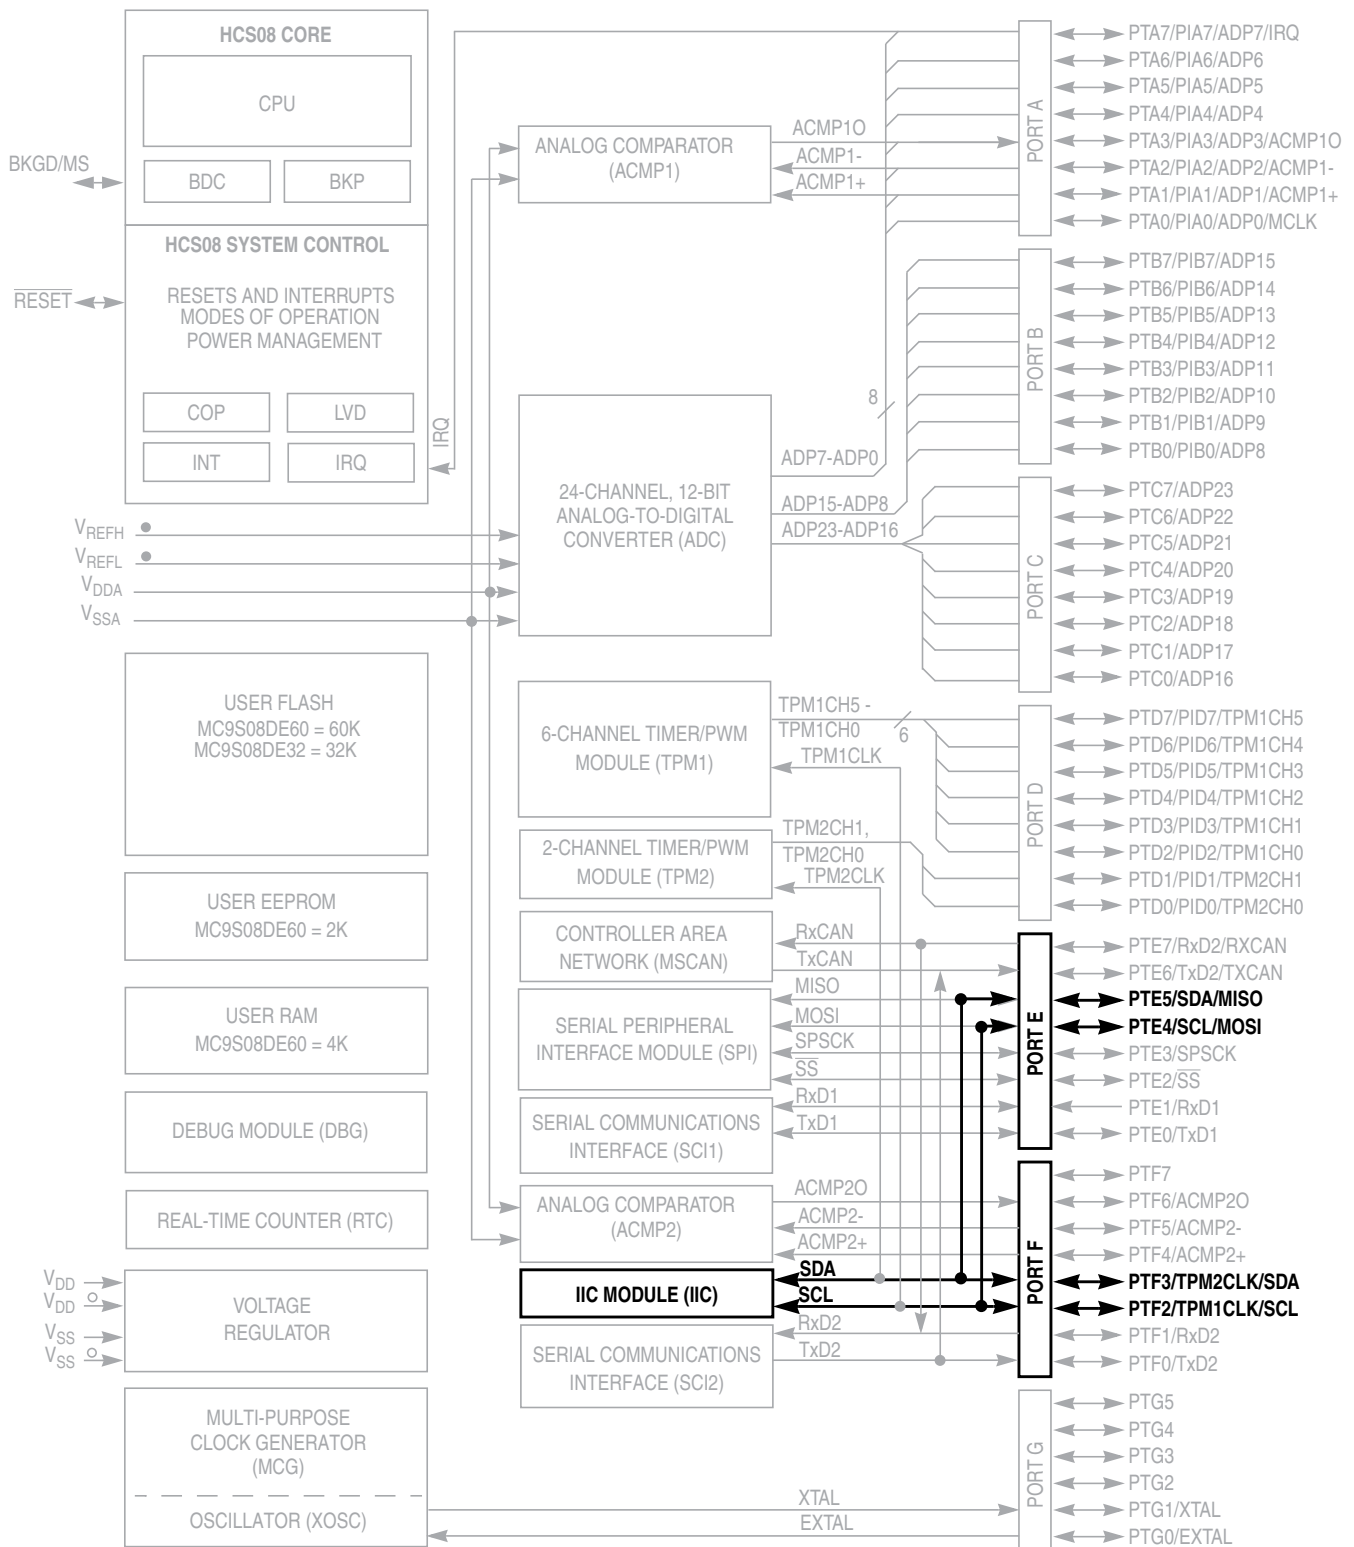 HCS08 CORE
CPU
BDC
BKP
BKGD/MS
HCS08 SYSTEM CONTROL
RESETS AND INTERRUPTS
MODES OF OPERATION
POWER MANAGEMENT
RESET
COP
LVD
INT
IRQ
IRQ
VREFH
VREFL
VDDA
VSSA
USER FLASH
MC9S08DE60 = 60K
MC9S08DE32 = 32K
USER EEPROM
MC9S08DE60 = 2K
USER RAM
MC9S08DE60 = 4K
DEBUG MODULE (DBG)
REAL-TIME COUNTER (RTC)
VDD
VDD
VSS
VSS
VOLTAGE
REGULATOR
MULTI-PURPOSE
CLOCK GENERATOR
(MCG)
OSCILLATOR (XOSC)
ANALOG COMPARATOR
(ACMP1)
ACMP1O
ACMP1-
ACMP1+
24-CHANNEL, 12-BIT
ANALOG-TO-DIGITAL
CONVERTER (ADC)
8
ADP7-ADP0
ADP15-ADP8
ADP23-ADP16
6-CHANNEL TIMER/PWM
MODULE (TPM1)
TPM1CH5 -
TPM1CH0
6
TPM1CLK
2-CHANNEL TIMER/PWM
MODULE (TPM2)
TPM2CH1,
TPM2CH0
TPM2CLK
CONTROLLER AREA
NETWORK (MSCAN)
RxCAN
TxCAN
SERIAL PERIPHERAL
INTERFACE MODULE (SPI)
MISO
MOSI
SPSCK
SS
SERIAL COMMUNICATIONS
INTERFACE (SCI1)
RxD1
TxD1
ANALOG COMPARATOR
(ACMP2)
ACMP2O
ACMP2-
ACMP2+
IIC MODULE (IIC)
SDA
SCL
SERIAL COMMUNICATIONS
INTERFACE (SCI2)
RxD2
TxD2
XTAL
EXTAL
PORT A
PTA7/PIA7/ADP7/IRQ
PTA6/PIA6/ADP6
PTA5/PIA5/ADP5
PTA4/PIA4/ADP4
PTA3/PIA3/ADP3/ACMP1O
PTA2/PIA2/ADP2/ACMP1-
PTA1/PIA1/ADP1/ACMP1+
PTA0/PIA0/ADP0/MCLK
PORT B
PTB7/PIB7/ADP15
PTB6/PIB6/ADP14
PTB5/PIB5/ADP13
PTB4/PIB4/ADP12
PTB3/PIB3/ADP11
PTB2/PIB2/ADP10
PTB1/PIB1/ADP9
PTB0/PIB0/ADP8
PORT C
PTC7/ADP23
PTC6/ADP22
PTC5/ADP21
PTC4/ADP20
PTC3/ADP19
PTC2/ADP18
PTC1/ADP17
PTC0/ADP16
PORT D
PTD7/PID7/TPM1CH5
PTD6/PID6/TPM1CH4
PTD5/PID5/TPM1CH3
PTD4/PID4/TPM1CH2
PTD3/PID3/TPM1CH1
PTD2/PID2/TPM1CH0
PTD1/PID1/TPM2CH1
PTD0/PID0/TPM2CH0
PORT E
PTE7/RxD2/RXCAN
PTE6/TxD2/TXCAN
PTE5/SDA/MISO
PTE4/SCL/MOSI
PTE3/SPSCK
PTE2/SS
PTE1/RxD1
PTE0/TxD1
PORT F
PTF7
PTF6/ACMP2O
PTF5/ACMP2-
PTF4/ACMP2+
PTF3/TPM2CLK/SDA
PTF2/TPM1CLK/SCL
PTF1/RxD2
PTF0/TxD2
PORT G
PTG5
PTG4
PTG3
PTG2
PTG1/XTAL
PTG0/EXTAL